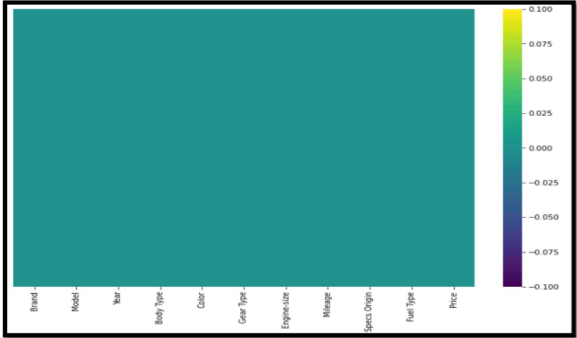 0.100
0.075
0.050
0.025
0.000
-0.025
-0.050
-0.075
-0.100
Brand
Model
Year
Body Type
Color
Gear Type
Engine-size
Mileage
Specs Origin
Fuel Type
Price